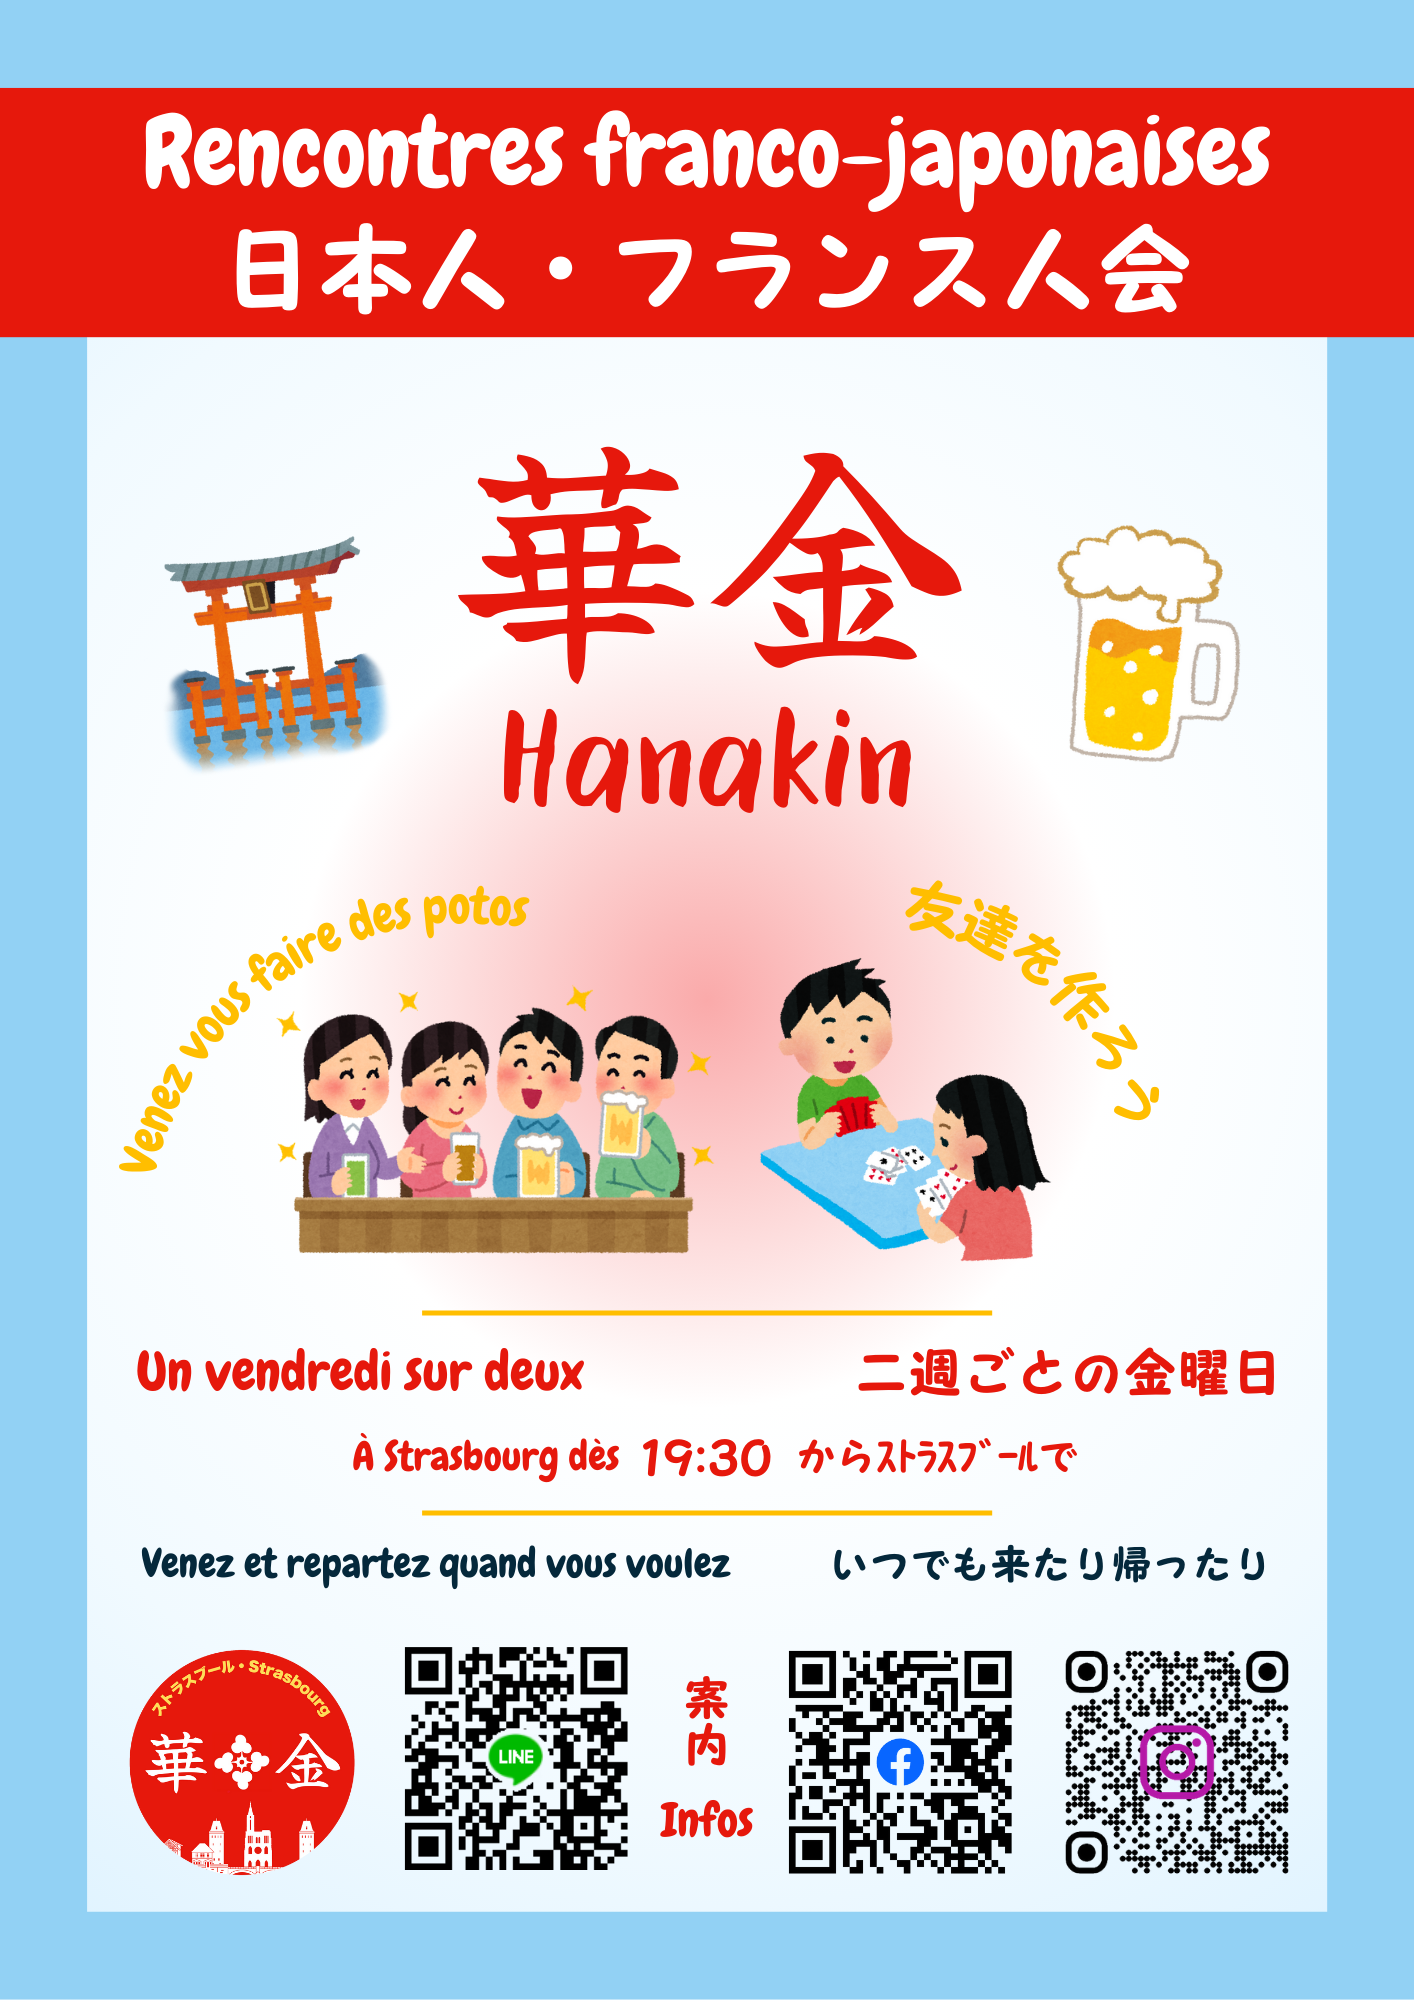 Rencontres franco-japonaises
日本人・フランス人会
華金
Hanakin
Venez vous faire des potos
友達を作ろう
Un vendredi sur deux
二週ごとの金曜日
À Strasbourg dès 19:30 からｽﾄﾗｽﾌﾞｰﾙで
Venez et repartez quand vous voulez
いつでも来たり帰ったり
ストラスブール・Strasbourg
華金
LINE
案内
Infos